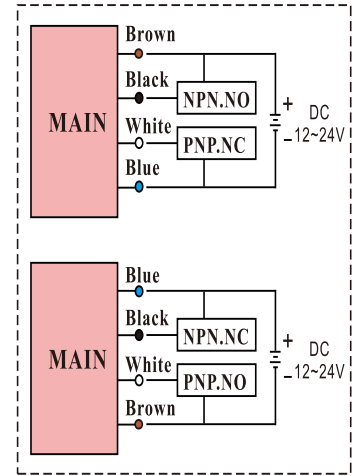 Brown
Black
NPN.NO
+
DC
MAIN
White
PNP.NC
−12~24V
Blue
Blue
Black
NPN.NC
+
DC
MAIN
White
PNP.NO
−12~24V
Brown